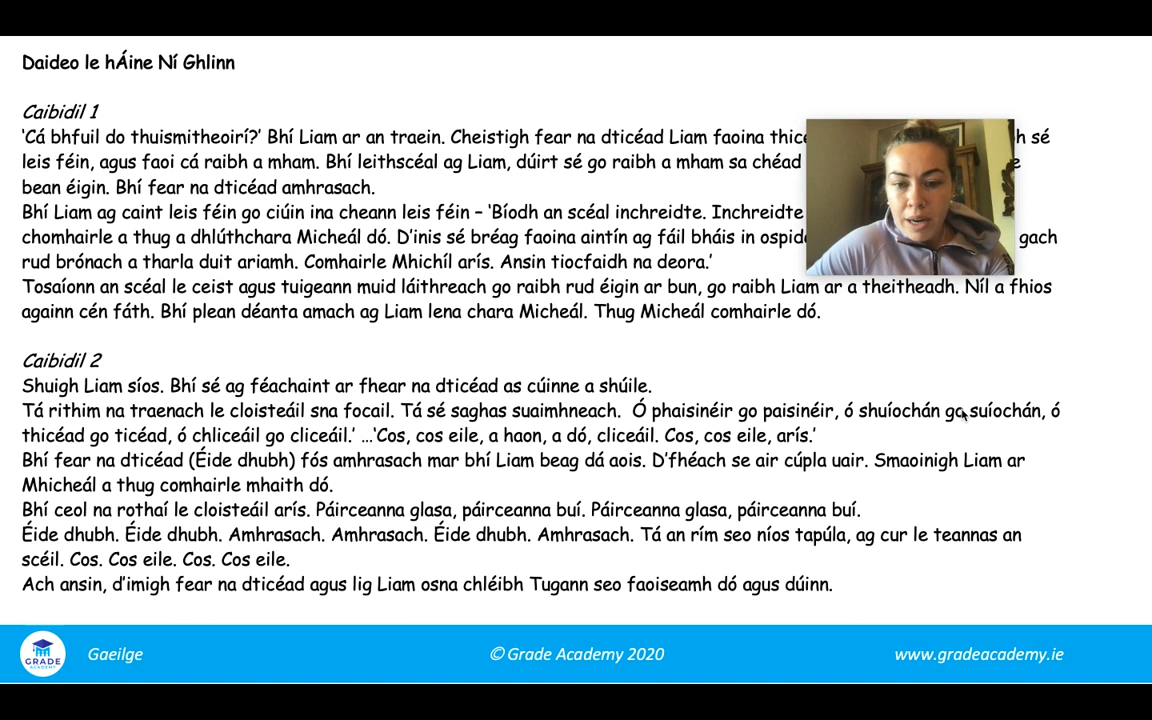 Daideo le hÁine Ní Ghlinn
Caibidil 1
‘Cá bhfuil do thuismitheoirí?’ Bhí Liam ar an traein. Cheistigh fear na dticéad Liam faoina sé
leis féin, agus faoi cá raibh a mham. Bhí leithscéal ag Liam, dúirt sé go raibh a mham sa chéad
bean éigin. Bhí fear na dticéad amhrasach.
Bhí Liam ag caint leis féin go ciúin ina cheann leis féin – ‘Bíodh an scéal inchreidte. Inchreidte
chomhairle a thug a dhlúthchara Micheál dó. D’inis sé bréag faoina aintín ag fáil bháis in gach
rud brónach a tharla duit ariamh. Comhairle Mhichíl arís. Ansin tiocfaidh na deora.’
Tosaíonn an scéal le ceist agus tuigeann muid láithreach go raibh rud éigin ar bun, go raibh Liam ar a theitheadh. Níl a fhios
againn cén fáth. Bhí plean déanta amach ag Liam lena chara Micheál. Thug Micheál comhairle dó.
Caibidil 2
Shuigh Liam síos. Bhí sé ag féachaint ar fhear na dticéad as cúinne a shúile.
Tá rithim na traenach le cloisteáil sna focail. Tá sé saghas suaimhneach. Ó phaisinéir go paisinéir, ó shuíochán go suíochán, ó
thicéad go ticéad, ó chliceáil go cliceáil.’ …‘Cos, cos eile, a haon, a dó, cliceáil. Cos, cos eile, arís.’
Bhí fear na dticéad (Éide dhubh) fós amhrasach mar bhí Liam beag dá aois. D’fhéach se air cúpla uair. Smaoinigh Liam ar
Mhicheál a thug comhairle mhaith dó.
Bhí ceol na rothaí le cloisteáil arís. Páirceanna glasa, páirceanna buí. Páirceanna glasa, páirceanna buí.
Éide dhubh. Éide dhubh. Amhrasach. Amhrasach. Éide dhubh. Amhrasach. Tá an rím seo níos tapúla, ag cur le teannas an
scéil. Cos. Cos eile. Cos. Cos eile.
Ach ansin, d’imigh fear na dticéad agus lig Liam osna chléibh Tugann seo faoiseamh dó agus dúinn.
GRADE
ACADEMY
Gaeilge
© Grade Academy 2020
www.gradeacademy.ie